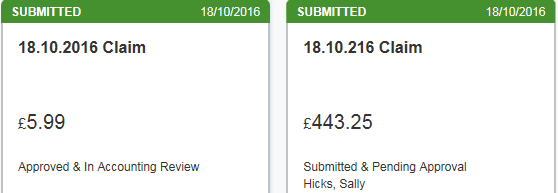 SUBMITTED 18/10/2016
18.10.2016 Claim
£5.99
Approved & In Accounting Review
SUBMITTED 18/10/2016
18.10.216 Claim
£443.25
Submitted & Pending Approval
Hicks, Sally